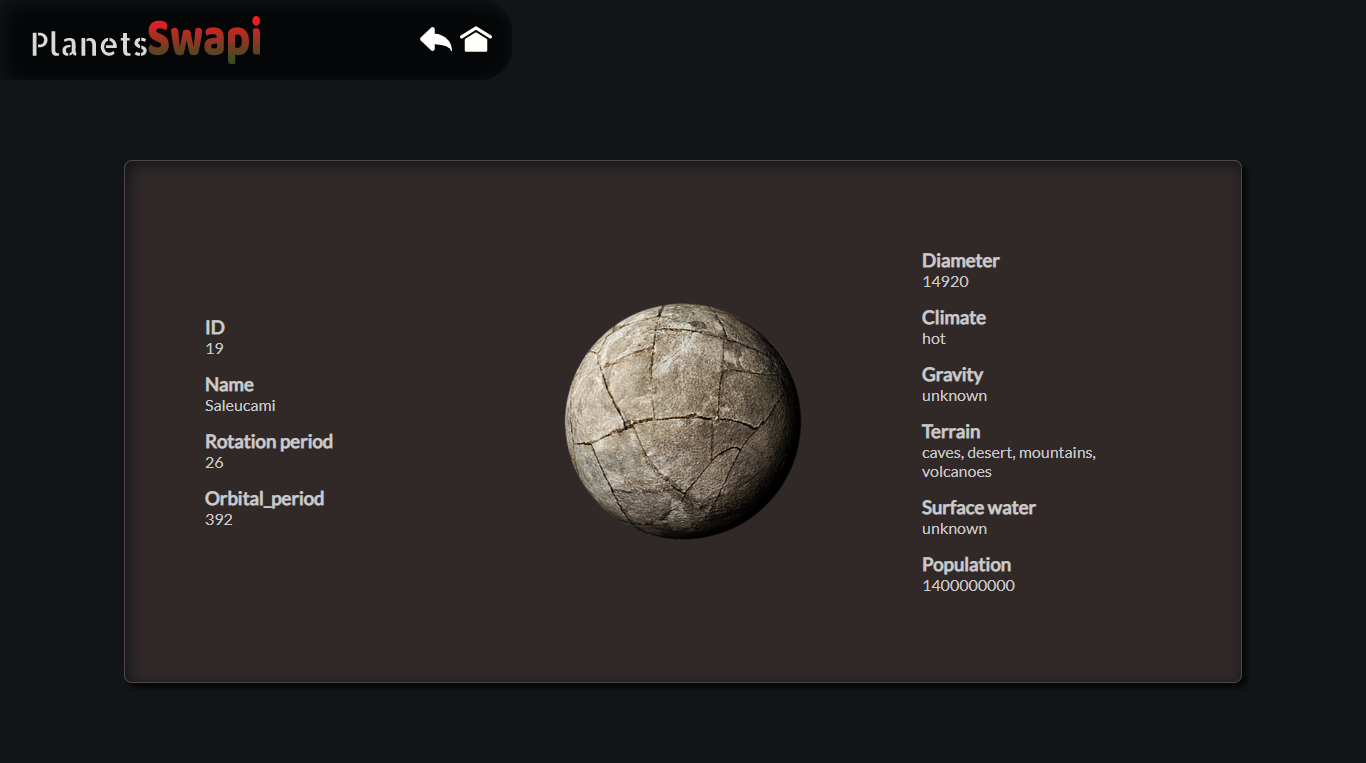 PlanetsSwapi
ID
19
Name
Saleucami
Rotation period
26
Orbital_period
392
Diameter
14920
Climate
hot
Gravity
unknown
Terrain
caves, desert, mountains,
volcanoes
Surface water
unknown
Population
1400000000